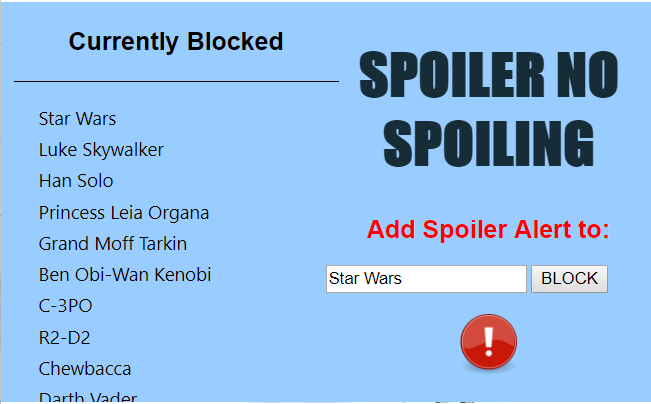 Currently Blocked
Star Wars
Luke Skywalker
Han Solo
Princess Leia Organa
Grand Moff Tarkin
Ben Obi-Wan Kenobi
C-3PO
R2-D2
Chewbacca
Darth Vader
SPOILER NO
SPOILING
Add Spoiler Alert to:
Star Wars BLOCK
!